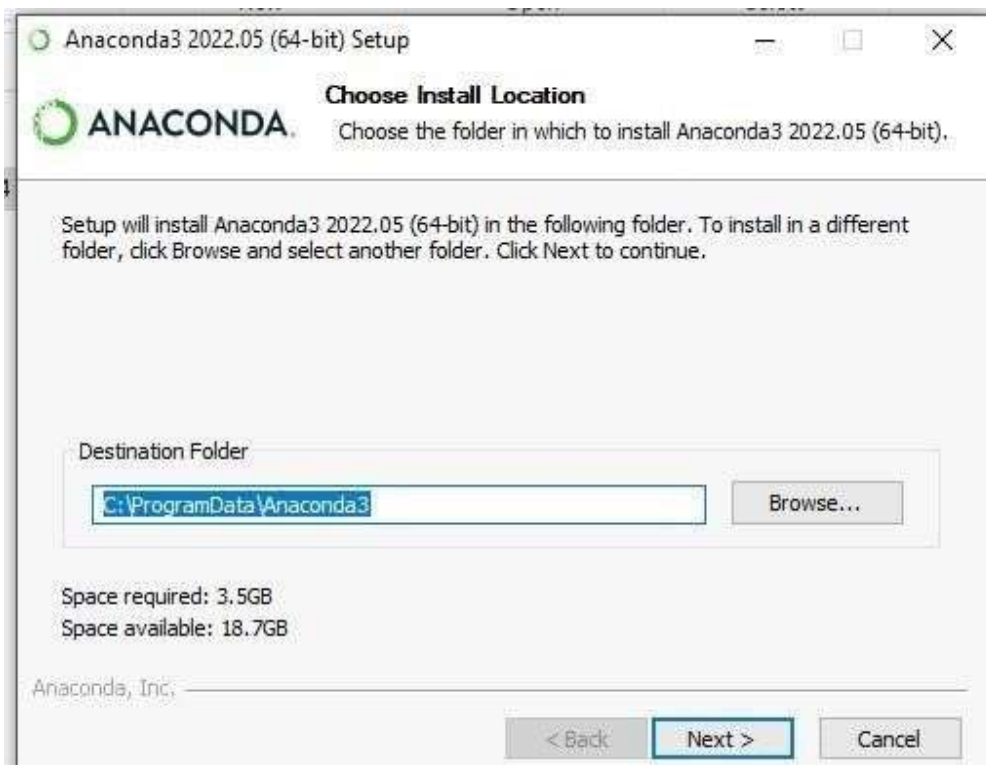 Anaconda3 2022.05 (64-bit) Setup
ANACONDA.
Choose Install Location
Choose the folder in which to install Anaconda3 2022.05 (64-bit).
Setup will install Anaconda3 2022.05 (64-bit) in the following folder. To install in a different
folder, click Browse and select another folder. Click Next to continue.
Destination Folder
C:\ProgramData\Anaconda3
Browse...
Space required: 3.5GB
Space available: 18.7GB
Anaconda, Inc.
< Back
Next >
Cancel